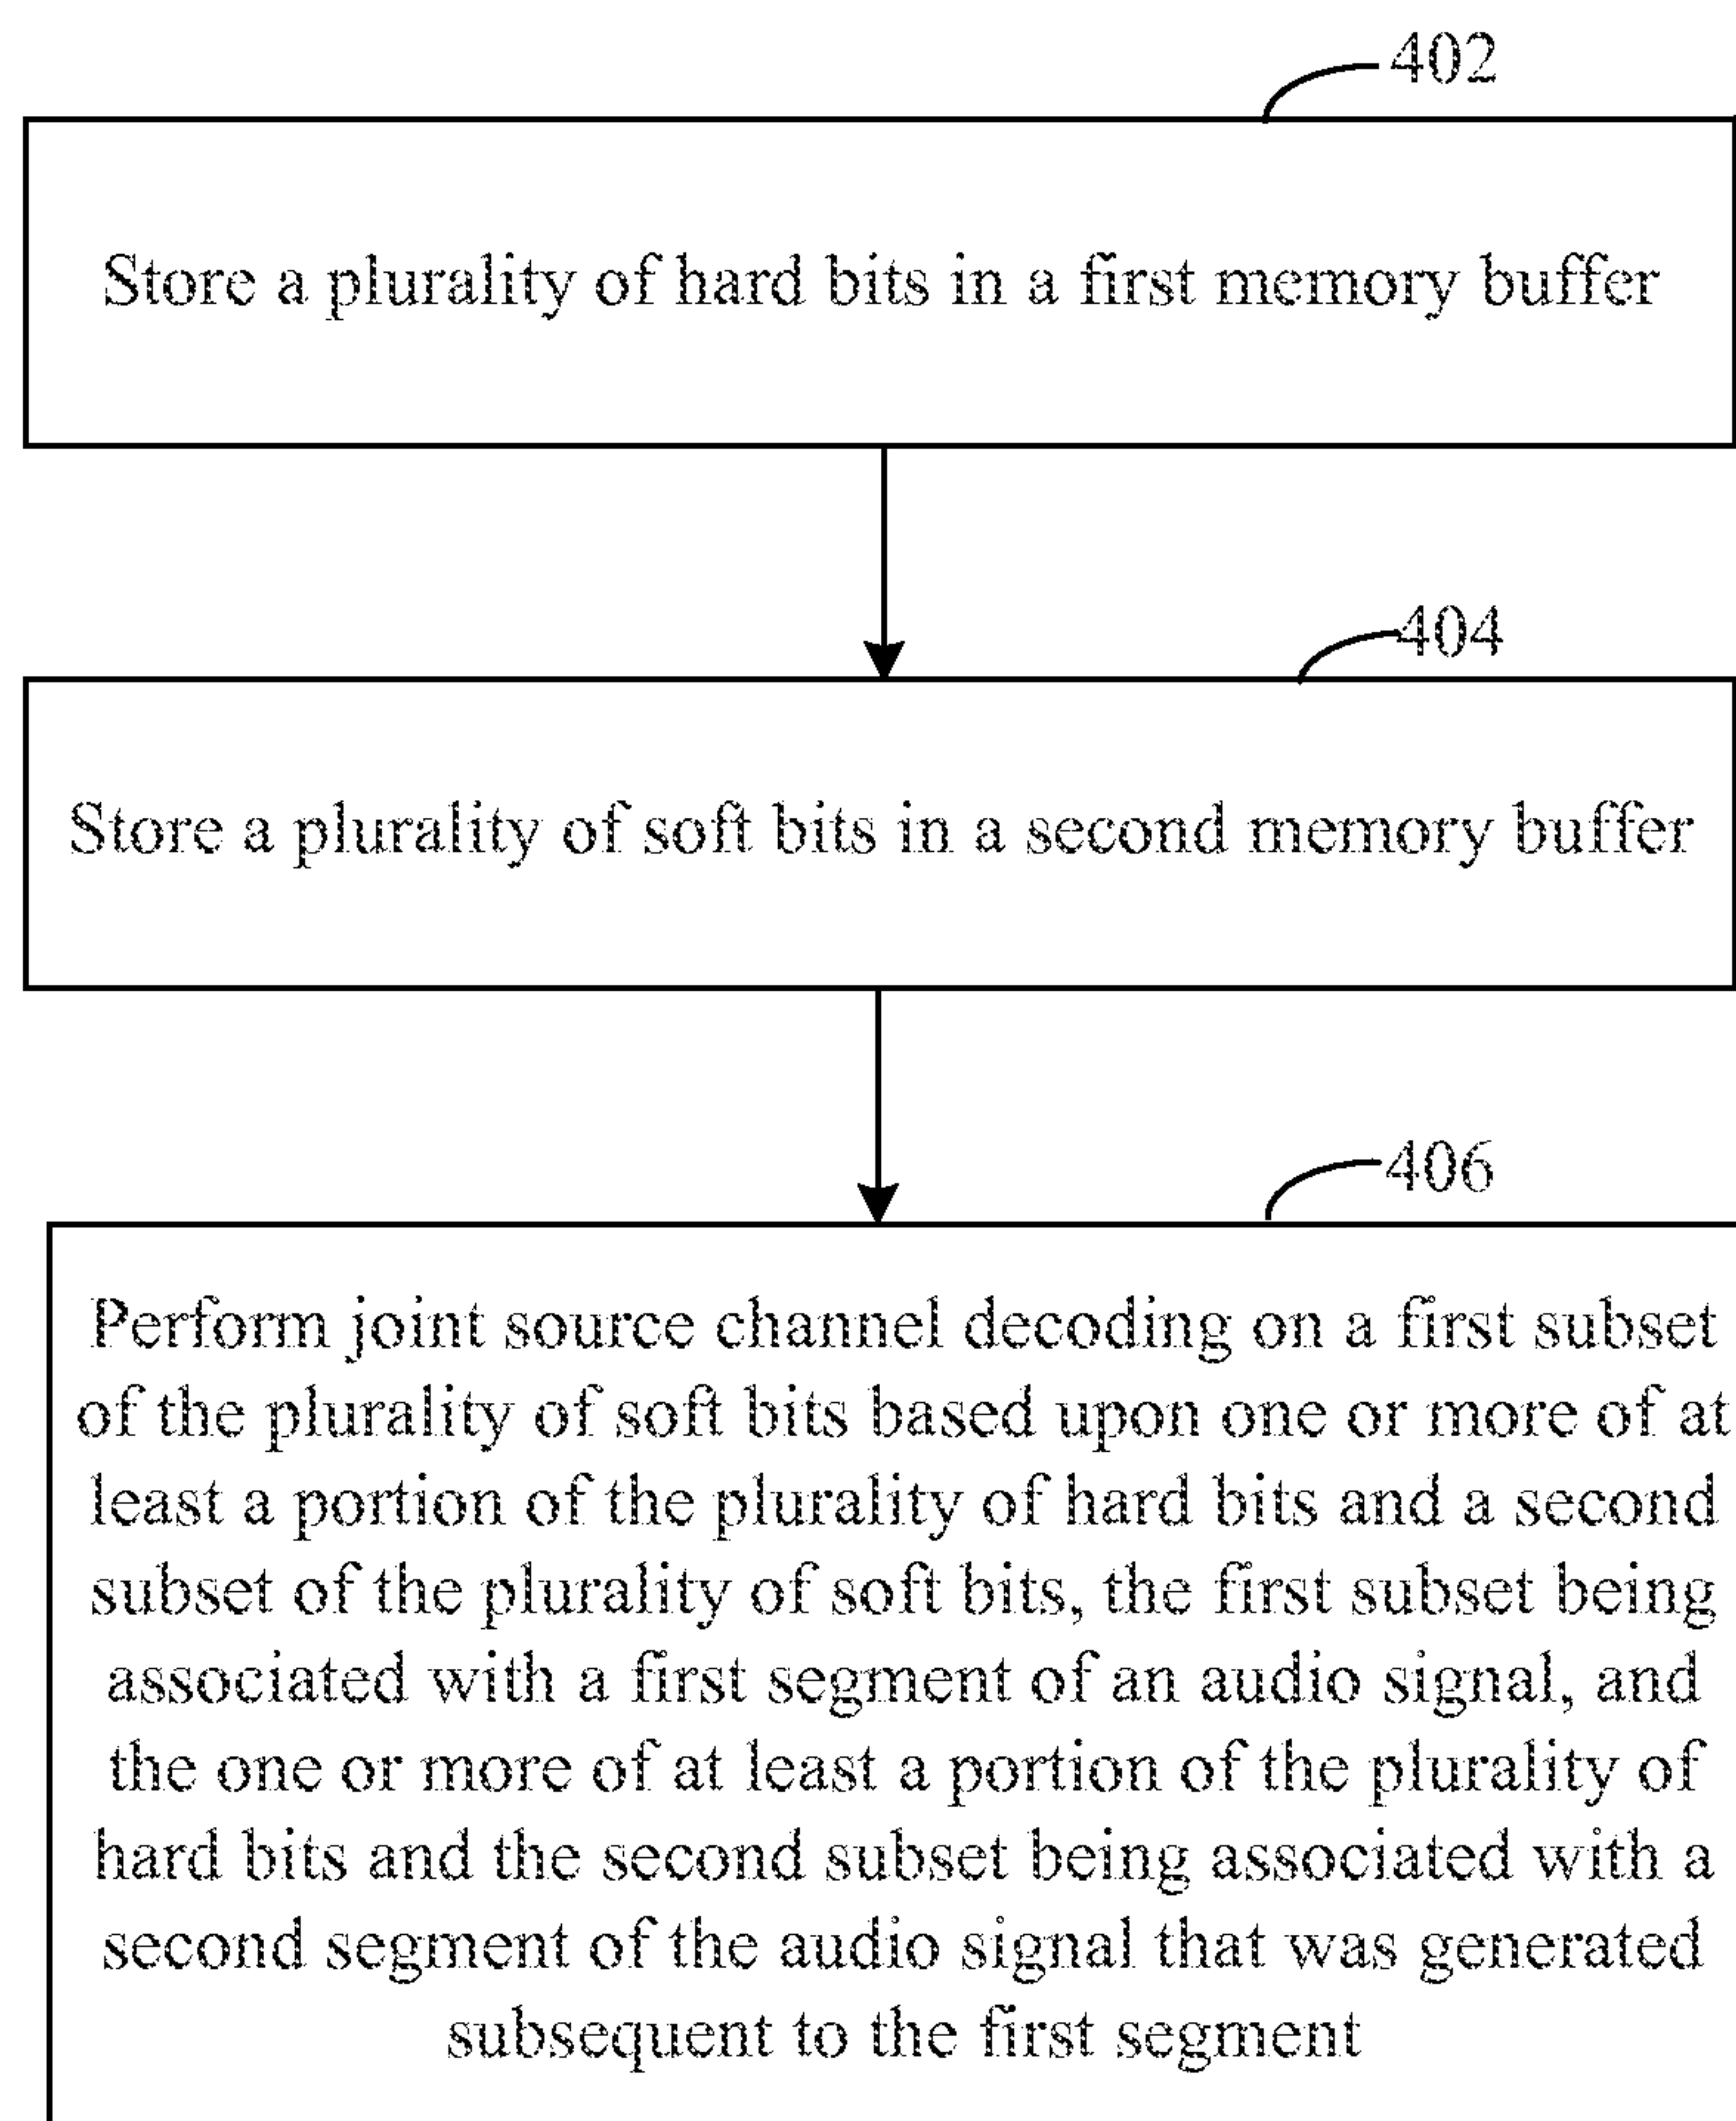 402
Store a plurality of hard bits in a first memory buffer
404
Store a plurality of soft bits in a second memory buffer
406
Perform joint source channel decoding on a first subset
of the plurality of soft bits based upon one or more of at
least a portion of the plurality of hard bits and a second
subset of the plurality of soft bits, the first subset being
associated with a first segment of an audio signal, and
the one or more of at least a portion of the plurality of
hard bits and the second subset being associated with a
second segment of the audio signal that was generated
subsequent to the first segment